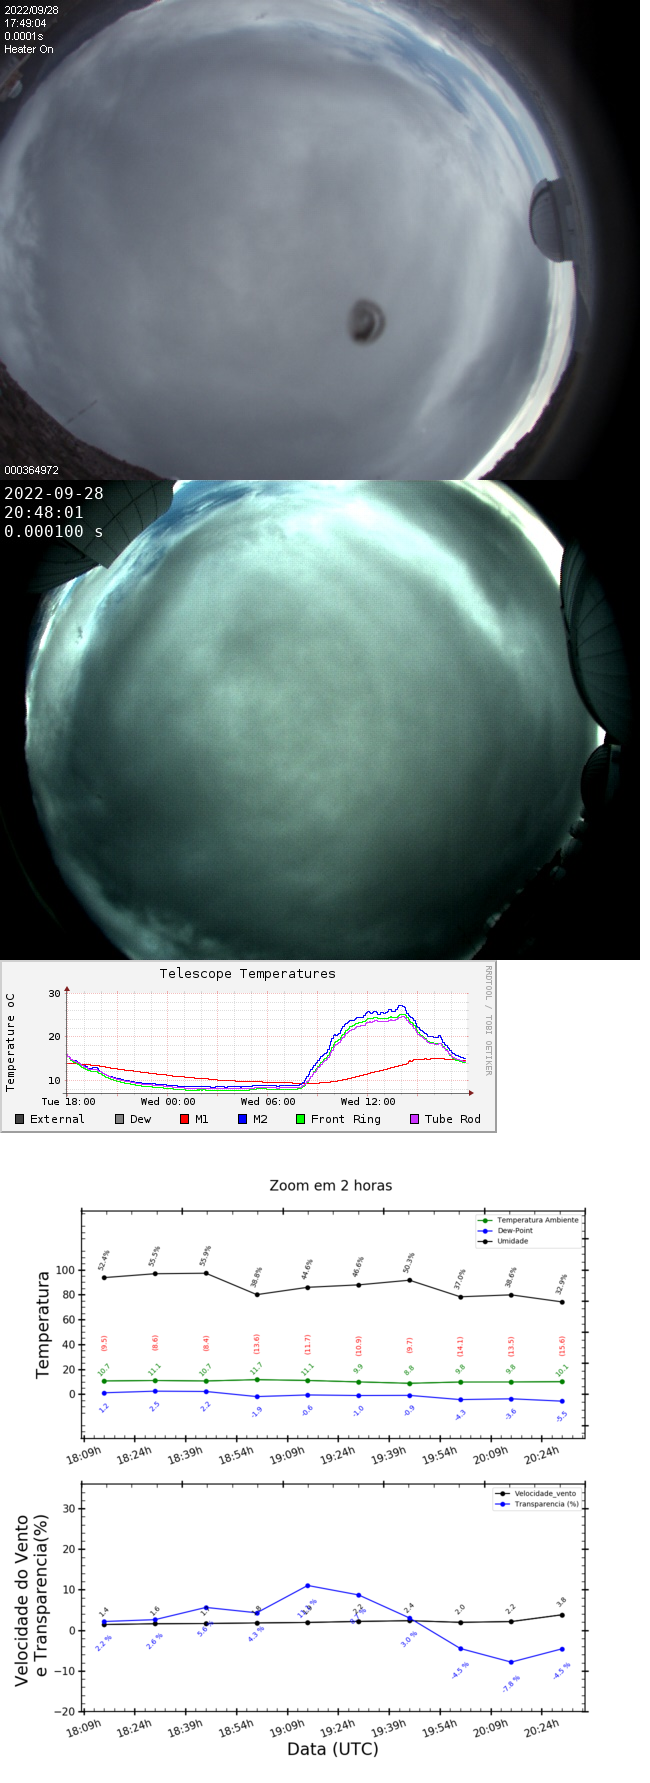 2022/09/28
17:49:04
0.0001s
Heater On
000364972
2022-09-28
20:48:01
0.000100 s
Telescope Temperatures
Temperature oC
30
20
10
Tue 18:00 Wed 00:00 Wed 06:00 Wed 12:00
External Dew M1 M2 Front Ring Tube Rod
RRDTOOL / TOBI OETIKER
Zoom em 2 horas
Temperatura
Temperatura Ambiente
Dew-Point
Umidade
100
80
60
40
20
0
52.4% 55.5% 55.9% 38.8% 44.6% 46.6% 50.3% 37.0% 38.6% 32.9%
(9.5) (8.6) (8.4) (13.6) (11.7) (10.9) (9.7) (14.1) (13.5) (15.6)
10.7 11.1 10.7 11.7 11.1 9.9 8.8 9.8 9.8 10.1
1.2 2.5 2.2 -1.9 -0.6 -1.0 -0.9 -4.3 -3.6 -5.5
18:09h 18:24h 18:39h 18:54h 19:09h 19:24h 19:39h 19:54h 20:09h 20:24h
Velocidade do Vento
e Transparencia(%)
Velocidade_vento
Transparencia (%)
30
20
10
0
−10
−20
1.4 1.6 2.4 2.0 2.2 3.8
2.2 % 2.6 % 4.3 % 3.0 % -4.5 % -7.8 % -4.5 %
18:09h 18:24h 18:39h 18:54h 19:09h 19:24h 19:39h 19:54h 20:09h 20:24h
Data (UTC)